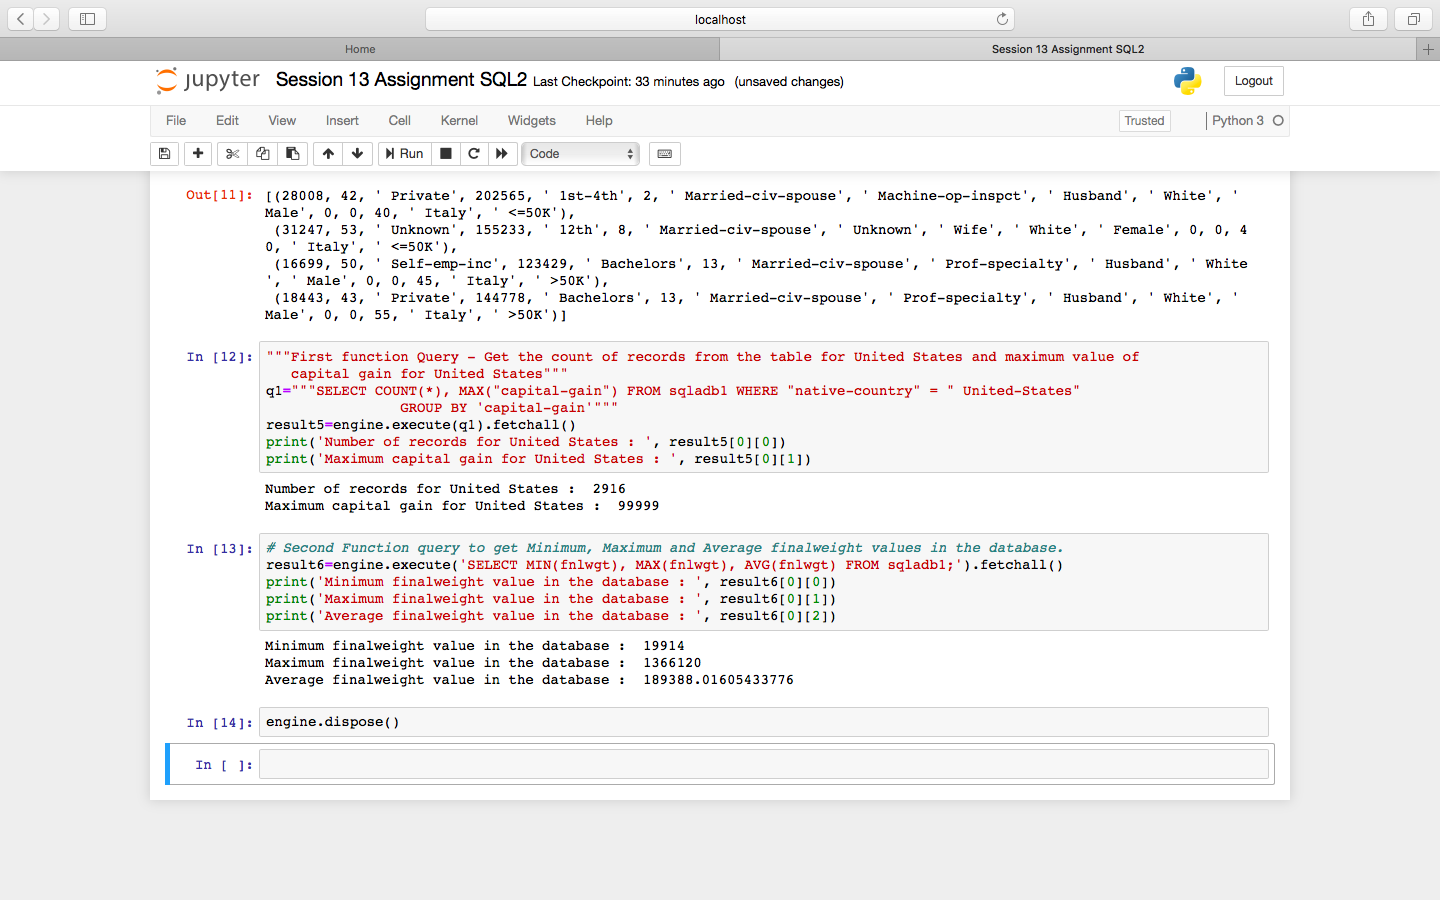 localhost
Home
Session 13 Assignment SQL2
+
jupyter Session 13 Assignment SQL2 Last Checkpoint: 33 minutes ago (unsaved changes)
Logout
File Edit View Insert Cell Kernel Widgets Help
Trusted
Python 3
Run
Code
Out[11]: [(28008, 42, ' Private', 202565, ' 1st-4th', 2, ' Married-civ-spouse', ' Machine-op-inspct', ' Husband', ' White', '
Male', 0, 0, 40, ' Italy', ' <=50K'),
(31247, 53, ' Unknown', 155233, ' 12th', 8, ' Married-civ-spouse', ' Unknown', ' Wife', ' White', ' Female', 0, 0, 4
0, ' Italy', ' <=50K'),
(16699, 50, ' Self-emp-inc', 123429, ' Bachelors', 13, ' Married-civ-spouse', ' Prof-specialty', ' Husband', ' White
', ' Male', 0, 0, 45, ' Italy', ' >50K'),
(18443, 43, ' Private', 144778, ' Bachelors', 13, ' Married-civ-spouse', ' Prof-specialty', ' Husband', ' White', '
Male', 0, 0, 55, ' Italy', ' >50K')]
In [12]: """First function Query - Get the count of records from the table for United States and maximum value of
capital gain for United States"""
q1="""SELECT COUNT(*), MAX("capital-gain") FROM sqladb1 WHERE "native-country" = " United-States"
GROUP BY 'capital-gain'"""
result5=engine.execute(q1).fetchall()
print('Number of records for United States : ', result5[0][0])
print('Maximum capital gain for United States : ', result5[0][1])
Number of records for United States :  2916
Maximum capital gain for United States :  99999
In [13]: # Second Function query to get Minimum, Maximum and Average finalweight values in the database.
result6=engine.execute('SELECT MIN(fnlwgt), MAX(fnlwgt), AVG(fnlwgt) FROM sqladb1;').fetchall()
print('Minimum finalweight value in the database : ', result6[0][0])
print('Maximum finalweight value in the database : ', result6[0][1])
print('Average finalweight value in the database : ', result6[0][2])
Minimum finalweight value in the database :  19914
Maximum finalweight value in the database :  1366120
Average finalweight value in the database :  189388.01605433776
In [14]: engine.dispose()
In [ ]: